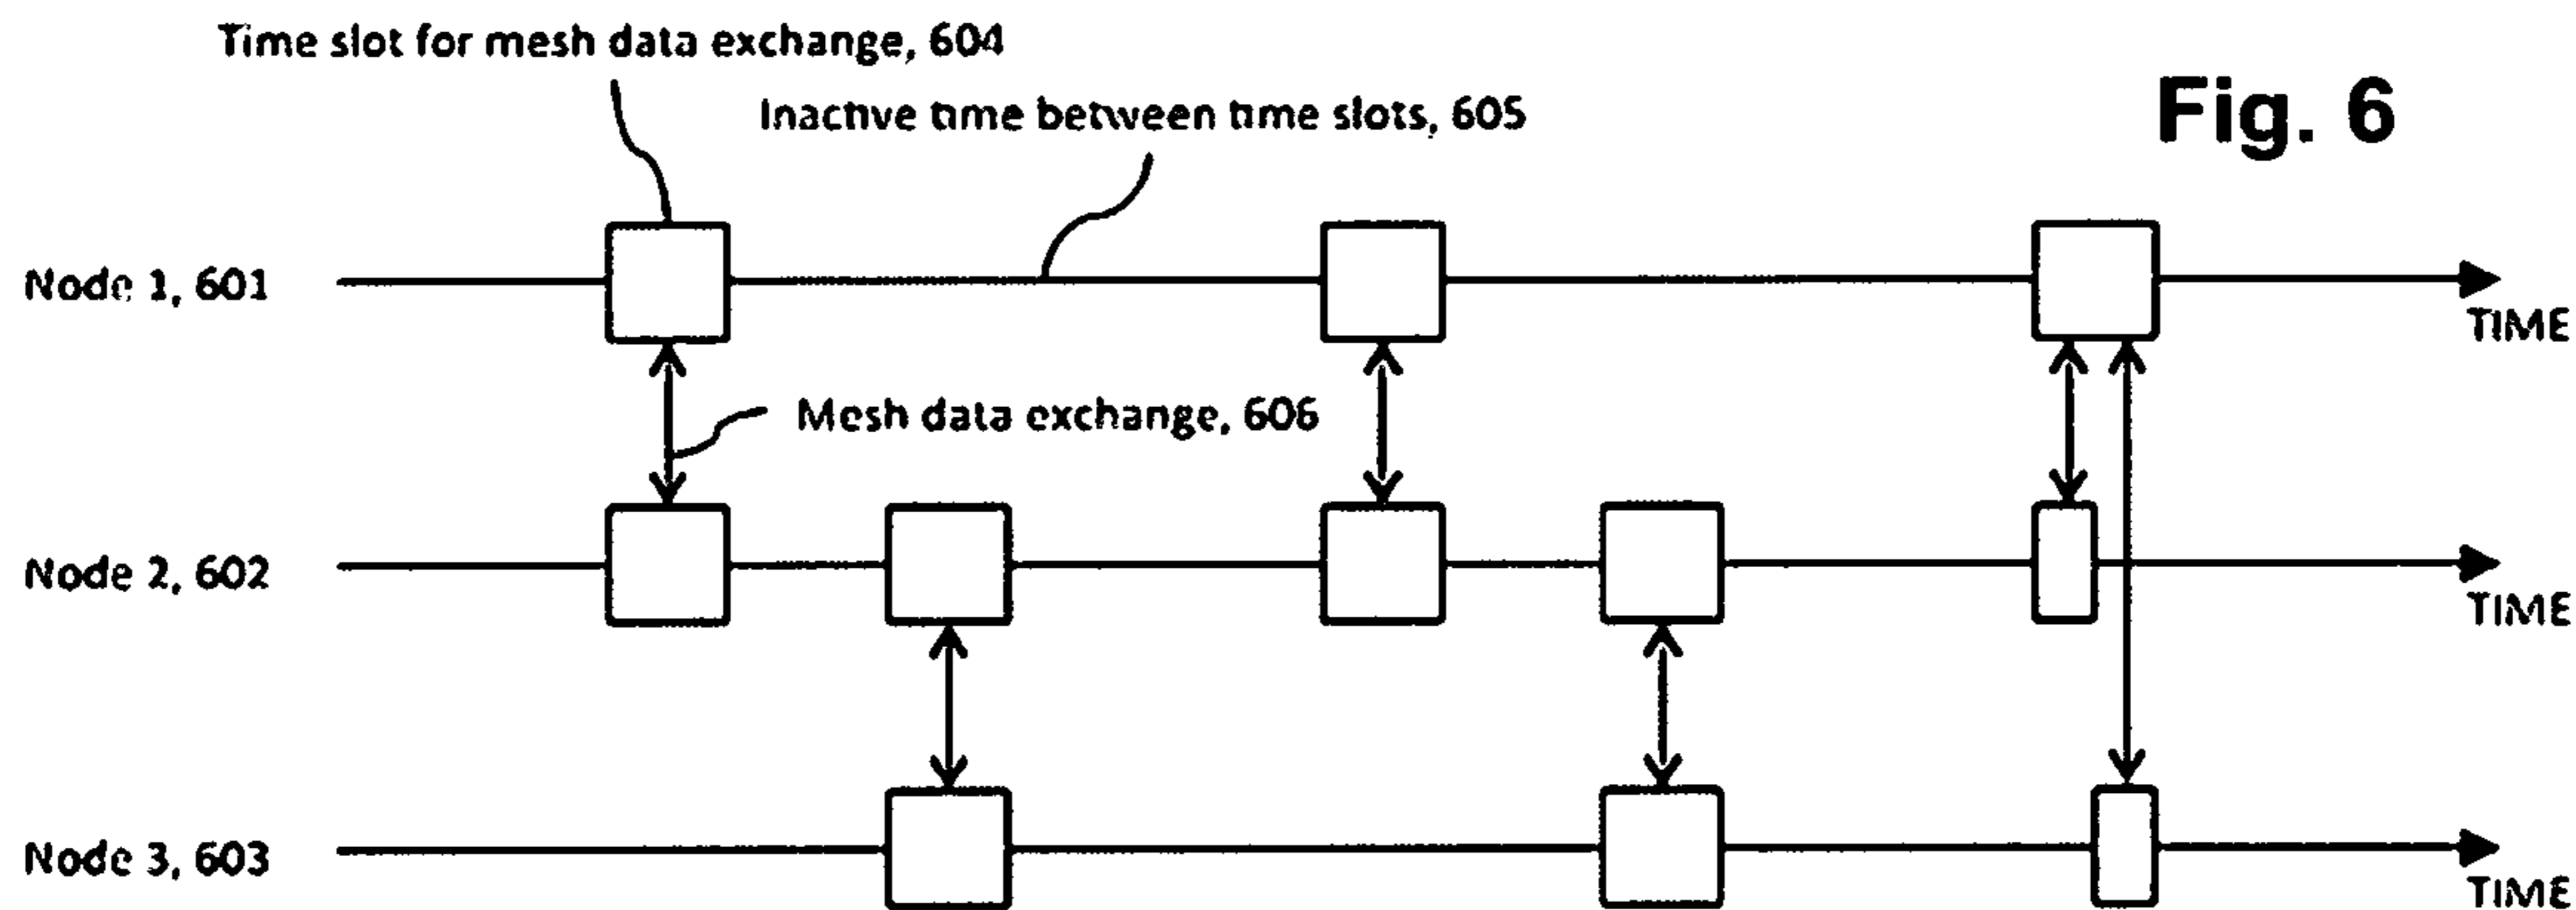 Time slot for mesh data exchange, 604
Inactive time between time slots, 605
Fig. 6
Node 1, 601
TIME
Mesh data exchange, 606
Node 2, 602
TIME
Node 3, 603
TIME